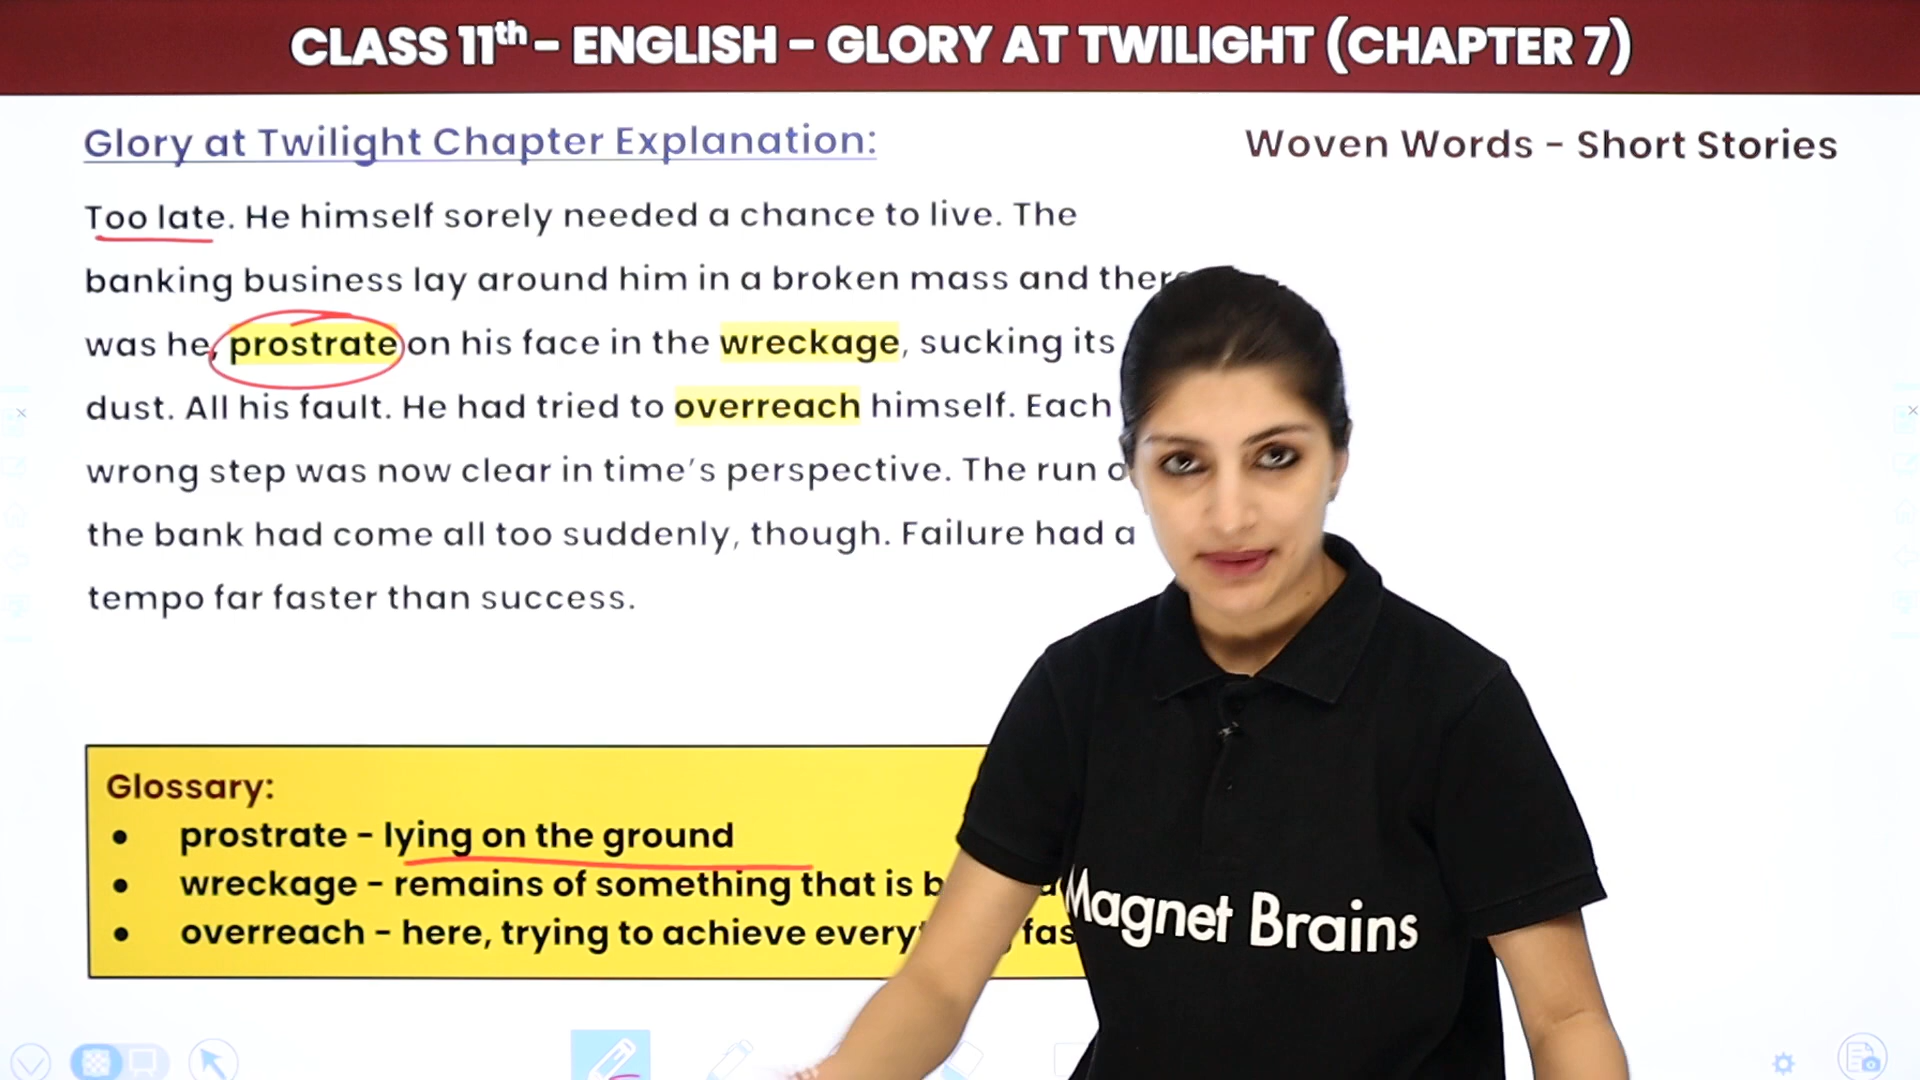 CLASS 11th – ENGLISH – GLORY AT TWILIGHT (CHAPTER 7)
Glory at Twilight Chapter Explanation:
Woven Words – Short Stories
Too late. He himself sorely needed a chance to live. The
banking business lay around him in a broken mass and
was he, prostrate on his face in the wreckage, sucking its
dust. All his fault. He had tried to overreach himself. Each
wrong step was now clear in time's perspective. The run
the bank had come all too suddenly, though. Failure had a
tempo far faster than success.
Glossary:
● prostrate – lying on the ground
● wreckage – remains of something that is
● overreach – here, trying to achieve
Magnet Brains